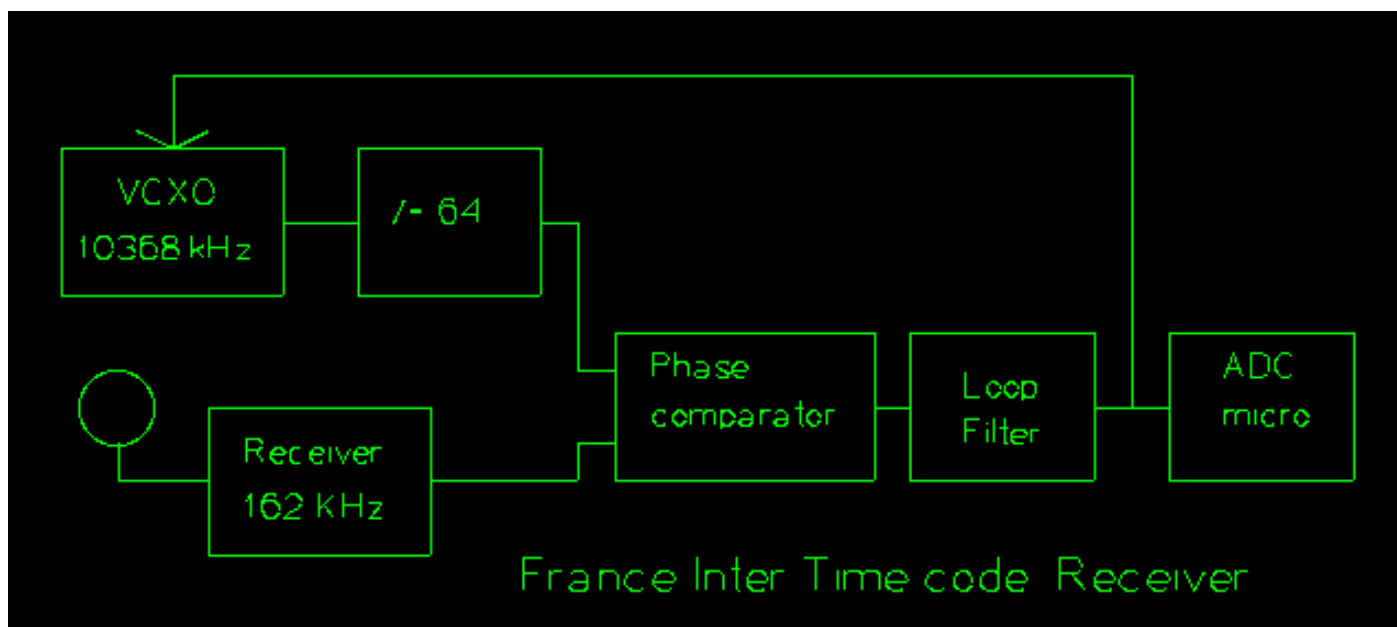 VCXO
10368 kHz
/- 64
Phase
comparator
Loop
Filter
ADC
micro
Receiver
162 KHz
France Inter Time code Receiver